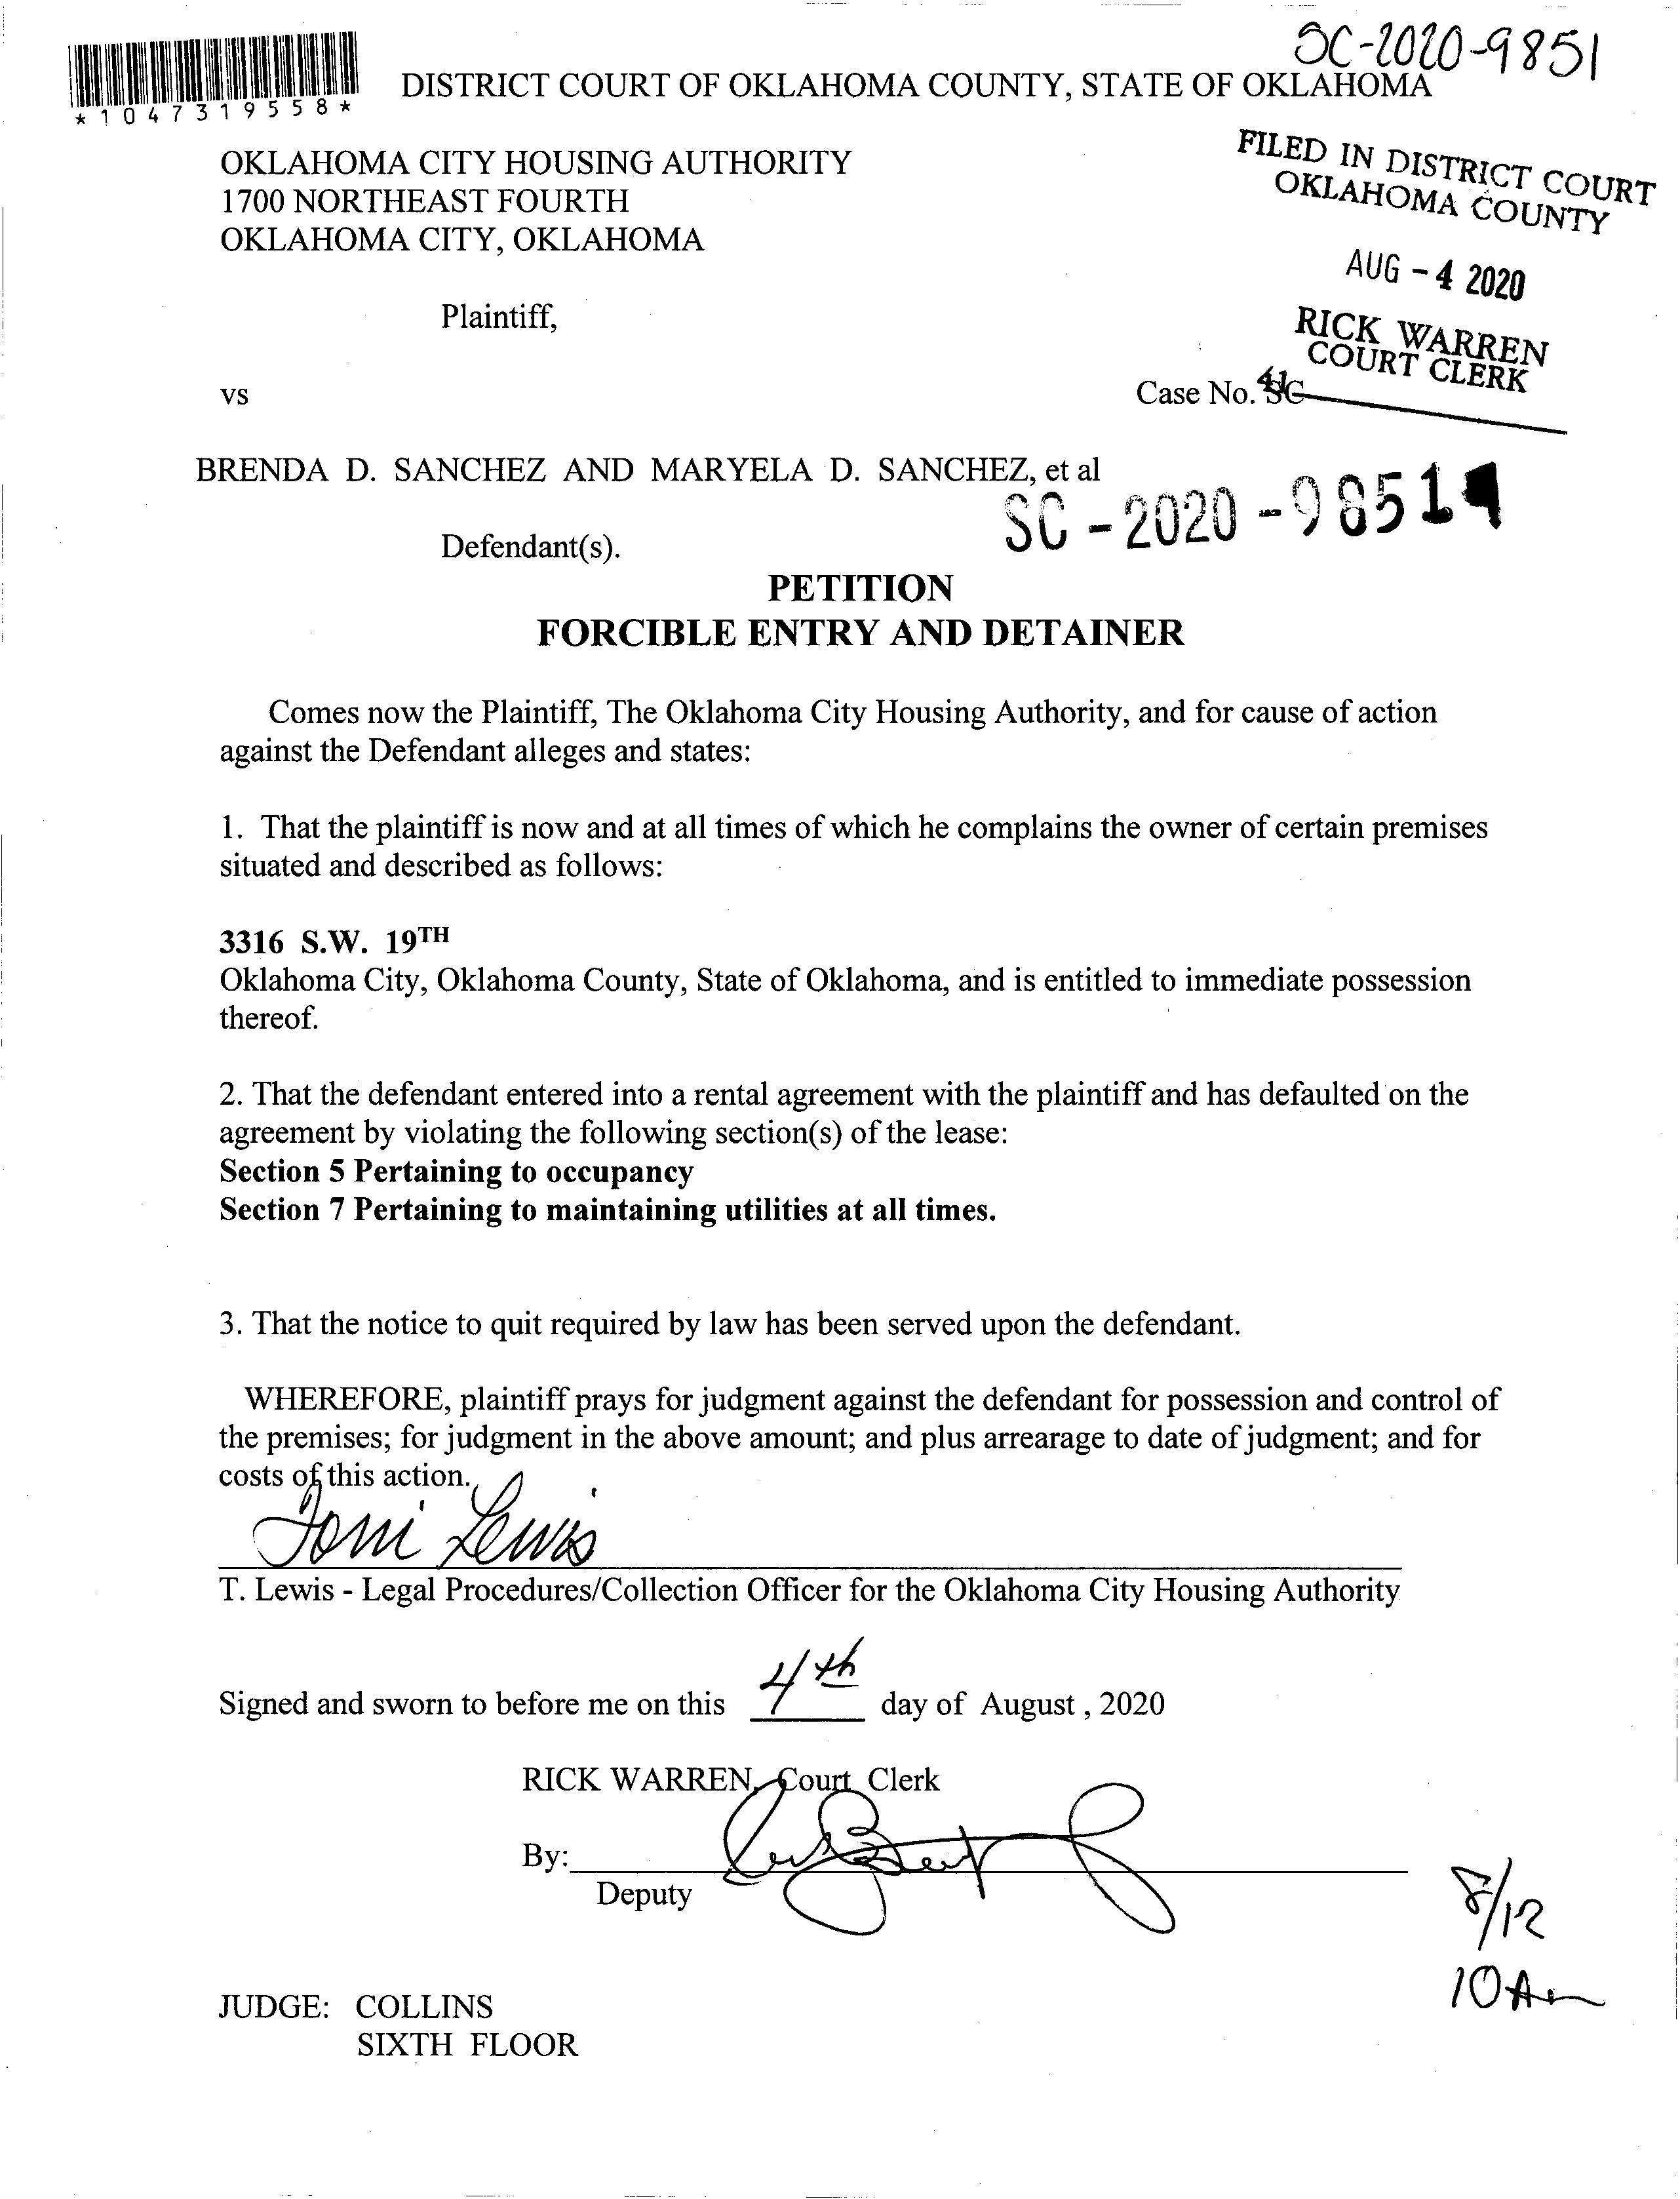 SC-2020-9851
*1047319558*
DISTRICT COURT OF OKLAHOMA COUNTY, STATE OF OKLAHOMA
OKLAHOMA CITY HOUSING AUTHORITY
1700 NORTHEAST FOURTH
OKLAHOMA CITY, OKLAHOMA
FILED IN DISTRICT COURT
OKLAHOMA COUNTY
AUG - 4 2020
RICK WARREN
COURT CLERK
Plaintiff,
vs
Case No. SC
41
BRENDA D. SANCHEZ AND MARYELA D. SANCHEZ, et al
SC - 2020 - 9851
Defendant(s).
PETITION
FORCIBLE ENTRY AND DETAINER
Comes now the Plaintiff, The Oklahoma City Housing Authority, and for cause of action
against the Defendant alleges and states:
1. That the plaintiff is now and at all times of which he complains the owner of certain premises
situated and described as follows:
3316 S.W. 19TH
Oklahoma City, Oklahoma County, State of Oklahoma, and is entitled to immediate possession
thereof.
2. That the defendant entered into a rental agreement with the plaintiff and has defaulted on the
agreement by violating the following section(s) of the lease:
Section 5 Pertaining to occupancy
Section 7 Pertaining to maintaining utilities at all times.
3. That the notice to quit required by law has been served upon the defendant.
WHEREFORE, plaintiff prays for judgment against the defendant for possession and control of
the premises; for judgment in the above amount; and plus arrearage to date of judgment; and for
costs of this action.
Toni Lewis
T. Lewis - Legal Procedures/Collection Officer for the Oklahoma City Housing Authority
Signed and sworn to before me on this 4th day of August , 2020
RICK WARREN, Court Clerk
By:
Deputy
8/12
10 Am
JUDGE: COLLINS
SIXTH FLOOR